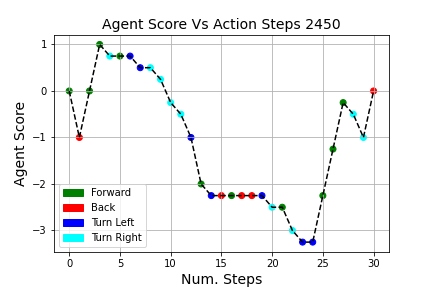 Agent Score Vs Action Steps 2450
1
0
−1
−2
−3
Agent Score
Forward
Back
Turn Left
Turn Right
0 5 10 15 20 25 30
Num. Steps